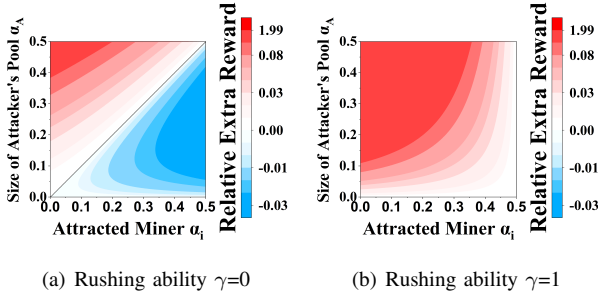 Size of Attacker's Pool α_A
0.5
0.4
0.3
0.2
0.1
0.0
0.0 0.1 0.2 0.3 0.4 0.5
Attracted Miner α_i
1.99
0.08
0.00
-0.01
-0.03
Relative Extra Reward
(a) Rushing ability γ=0
Size of Attacker's Pool α_A
0.5
0.4
0.3
0.2
0.1
0.0
0.0 0.1 0.2 0.3 0.4 0.5
Attracted Miner α_i
1.99
0.08
0.00
-0.01
-0.03
Relative Extra Reward
(b) Rushing ability γ=1